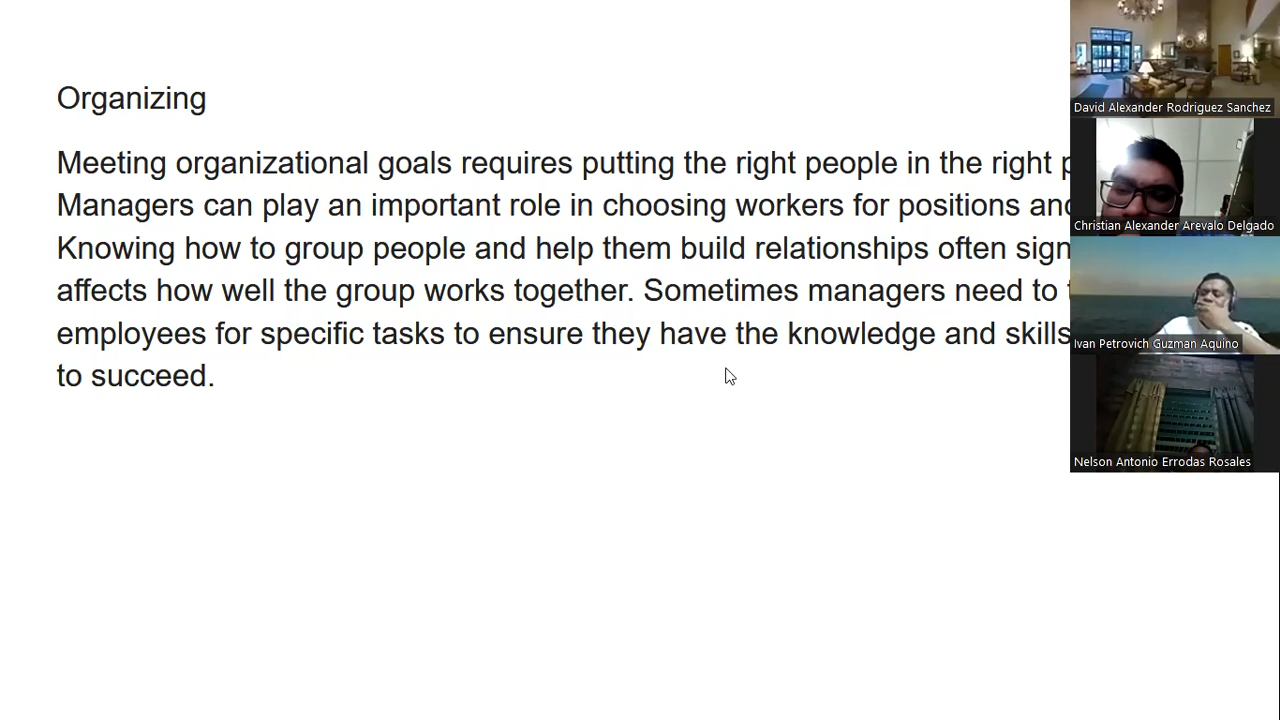 Organizing
Meeting organizational goals requires putting the right people in the right
Managers can play an important role in choosing workers for positions
Knowing how to group people and help them build relationships often
affects how well the group works together. Sometimes managers need to
employees for specific tasks to ensure they have the knowledge and skills
to succeed.
David Alexander Rodriguez Sanchez
Christian Alexander Arevalo Delgado
Ivan Petrovich Guzman Aquino
Nelson Antonio Errodas Rosales